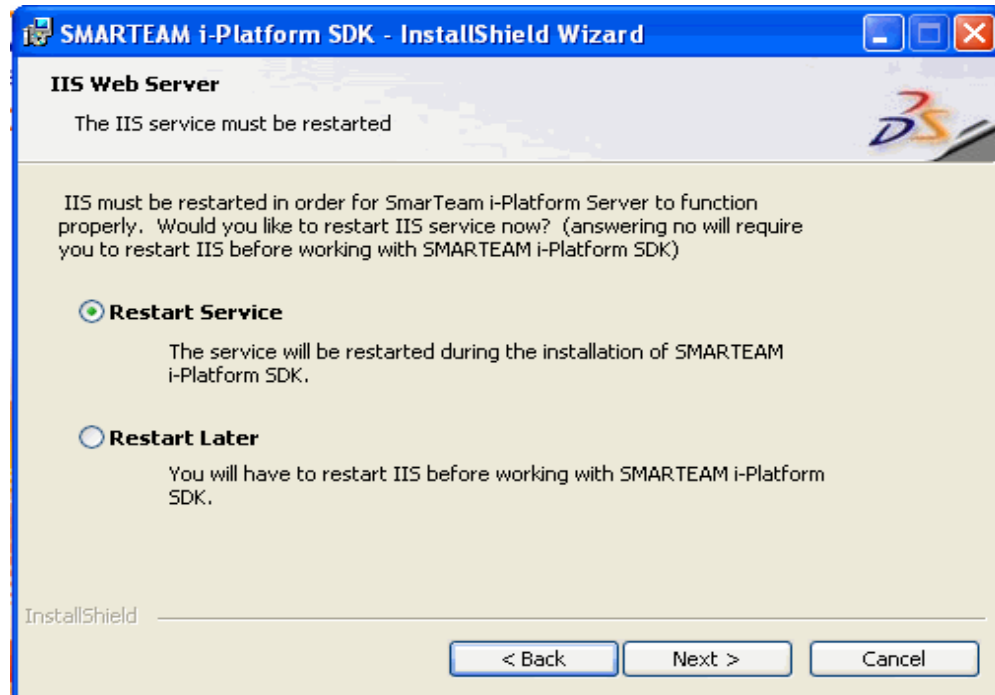 SMARTEAM i-Platform SDK - InstallShield Wizard
IIS Web Server
The IIS service must be restarted
DS
IIS must be restarted in order for SmarTeam i-Platform Server to function
properly. Would you like to restart IIS service now? (answering no will require
you to restart IIS before working with SMARTEAM i-Platform SDK)
Restart Service
The service will be restarted during the installation of SMARTEAM
i-Platform SDK.
Restart Later
You will have to restart IIS before working with SMARTEAM i-Platform
SDK.
InstallShield
< Back Next > Cancel